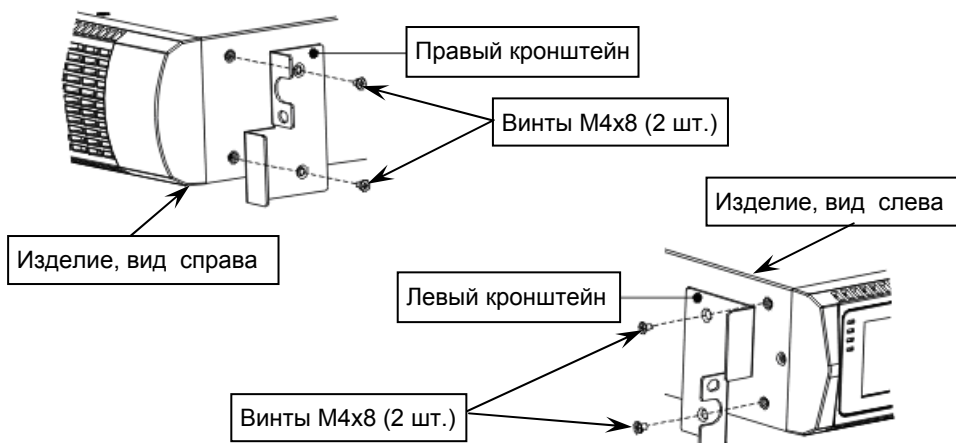 Правый кронштейн
Винты М4х8 (2 шт.)
Изделие, вид справа
Изделие, вид слева
Левый кронштейн
Винты М4х8 (2 шт.)